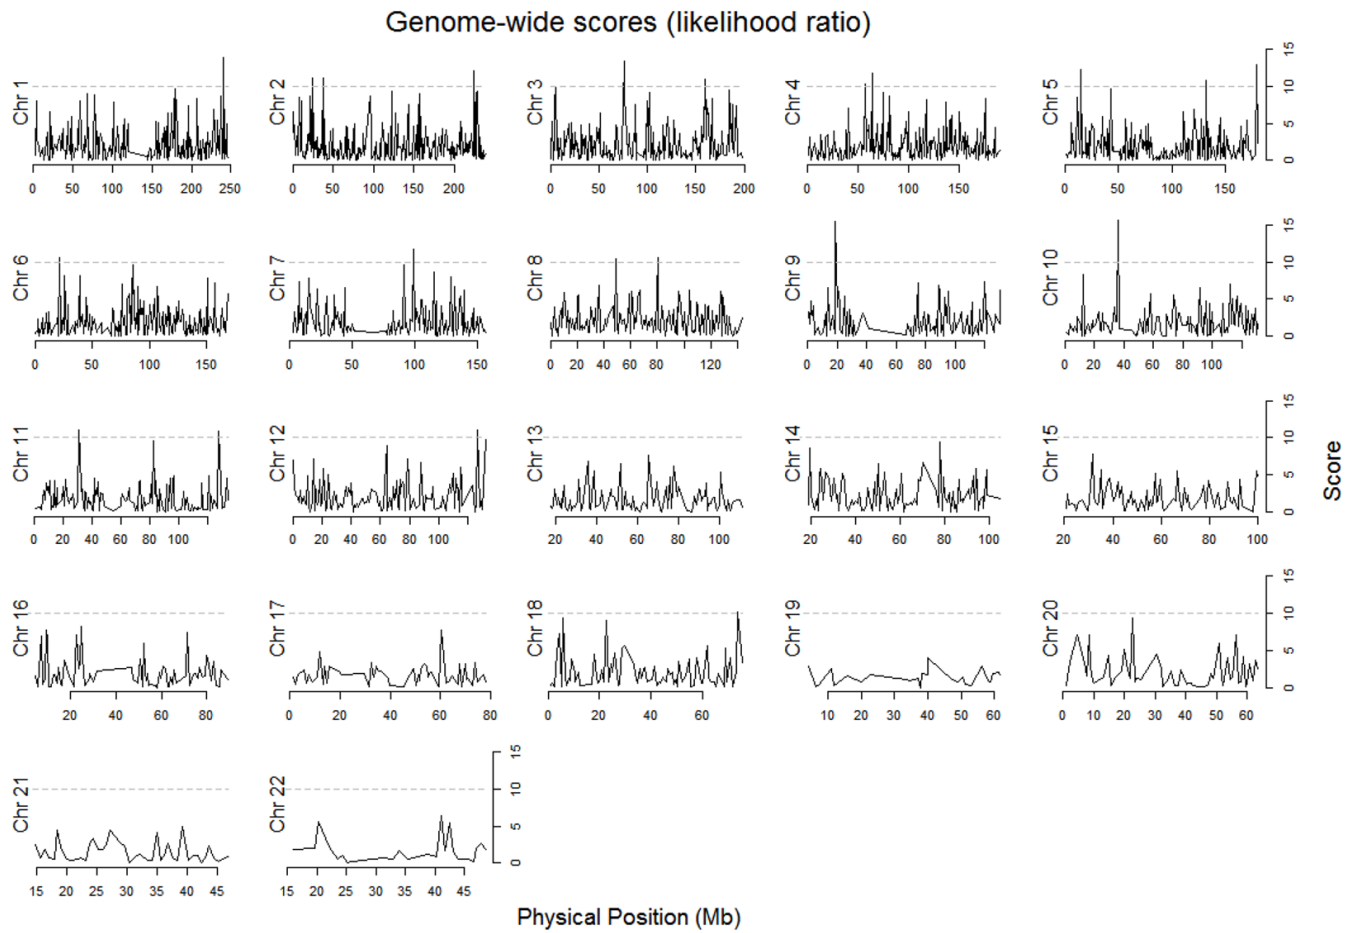 Genome-wide scores (likelihood ratio)
Chr 1
0 50 100 150 200 250
Chr 2
0 50 100 150 200
Chr 3
0 50 100 150 200
Chr 4
0 50 100 150
Chr 5
0 50 100 150
0 5 10 15
Chr 6
0 50 100 150
Chr 7
0 50 100 150
Chr 8
0 20 40 60 80 120
Chr 9
0 20 40 60 80 100
Chr 10
0 20 40 60 80 100
0 5 10 15
Chr 11
0 20 40 60 80 100
Chr 12
0 20 40 60 80 100
Chr 13
20 40 60 80 100
Chr 14
20 40 60 80 100
Chr 15
20 40 60 80 100
0 5 10 15
Score
Chr 16
20 40 60 80
Chr 17
0 20 40 60 80
Chr 18
0 20 40 60
Chr 19
10 20 30 40 50 60
Chr 20
0 10 20 30 40 50 60
0 5 10 15
Chr 21
15 20 25 30 35 40 45
Chr 22
15 20 25 30 35 40 45
0 5 10 15
Physical Position (Mb)